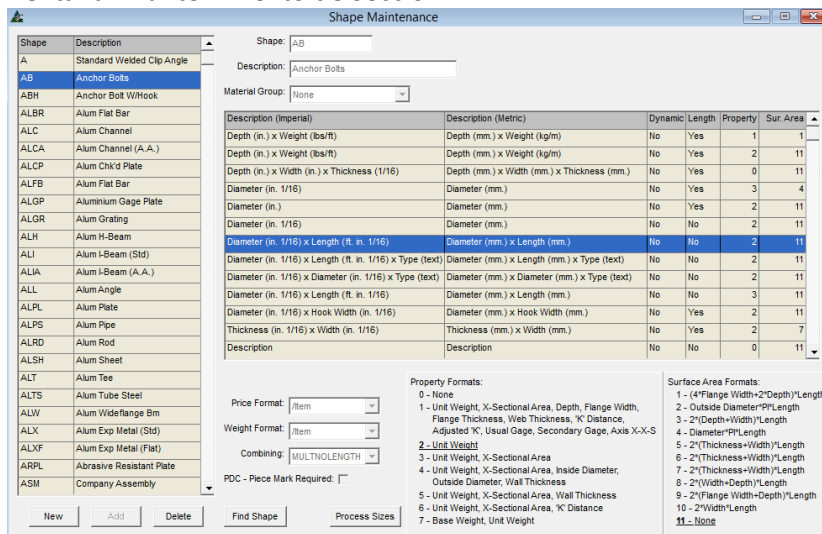 Shape Maintenance
Shape Description
A Standard Welded Clip Angle
AB Anchor Bolts
ABH Anchor Bolt W/Hook
ALBR Alum Flat Bar
ALC Alum Channel
ALCA Alum Channel (A.A.)
ALCP Alum Chk'd Plate
ALFB Alum Flat Bar
ALGP Aluminium Gage Plate
ALGR Alum Grating
ALH Alum H-Beam
ALI Alum I-Beam (Std)
ALIA Alum I-Beam (A.A.)
ALL Alum Angle
ALPL Alum Plate
ALPS Alum Pipe
ALRD Alum Rod
ALSH Alum Sheet
ALT Alum Tee
ALTS Alum Tube Steel
ALW Alum Wideflange Bm
ALX Alum Exp Metal (Std)
ALXF Alum Exp Metal (Flat)
ARPL Abrasive Resistant Plate
ASM Company Assembly
New Add Delete
Shape: AB
Description: Anchor Bolts
Material Group: None
Description (Imperial) Description (Metric) Dynamic Length Property Sur. Area
Depth (in.) x Weight (lbs/ft) Depth (mm.) x Weight (kg/m) No Yes 1 1
Depth (in.) x Weight (lbs/ft) Depth (mm.) x Weight (kg/m) No Yes 2 11
Depth (in.) x Width (in.) x Thickness (1/16) Depth (mm.) x Width (mm.) x Thickness (mm.) No Yes 0 11
Diameter (in. 1/16) Diameter (mm.) No Yes 3 4
Diameter (in.) Diameter (mm.) No Yes 2 11
Diameter (in. 1/16) Diameter (mm.) No No 2 11
Diameter (in. 1/16) x Length (ft. in. 1/16) Diameter (mm.) x Length (mm.) No No 2 11
Diameter (in. 1/16) x Length (ft. in. 1/16) x Type (text) Diameter (mm.) x Length (mm.) x Type (text) No No 2 11
Diameter (in. 1/16) x Diameter (in. 1/16) x Type (text) Diameter (mm.) x Diameter (mm.) x Type (text) No No 2 11
Diameter (in. 1/16) x Length (ft. in. 1/16) Diameter (mm.) x Length (mm.) No No 3 11
Diameter (in. 1/16) x Hook Width (in. 1/16) Diameter (mm.) x Hook Width (mm.) No Yes 2 11
Thickness (in. 1/16) x Width (in. 1/16) Thickness (mm.) x Width (mm.) No Yes 2 7
Description Description No No 0 11
Price Format: /Item
Weight Format: /Item
Combining: MULTNOLENGTH
PDC - Piece Mark Required:
Find Shape Process Sizes
Property Formats:
0 - None
1 - Unit Weight, X-Sectional Area, Depth, Flange Width,
Flange Thickness, Web Thickness, 'K' Distance,
Adjusted 'K', Usual Gage, Secondary Gage, Axis X-X-S
2 - Unit Weight
3 - Unit Weight, X-Sectional Area
4 - Unit Weight, X-Sectional Area, Inside Diameter,
Outside Diameter, Wall Thickness
5 - Unit Weight, X-Sectional Area, Wall Thickness
6 - Unit Weight, X-Sectional Area, 'K' Distance
7 - Base Weight, Unit Weight
Surface Area Formats:
1 - (4*Flange Width+2*Depth)*Length
2 - Outside Diameter*PI*Length
3 - 2*(Depth+Width)*Length
4 - Diameter*PI*Length
5 - 2*(Thickness+Width)*Length
6 - 2*(Thickness+Width)*Length
7 - 2*(Thickness+Width)*Length
8 - 2*(Width+Depth)*Length
9 - 2*(Flange Width+Depth)*Length
10 - 2*Width*Length
11 - None